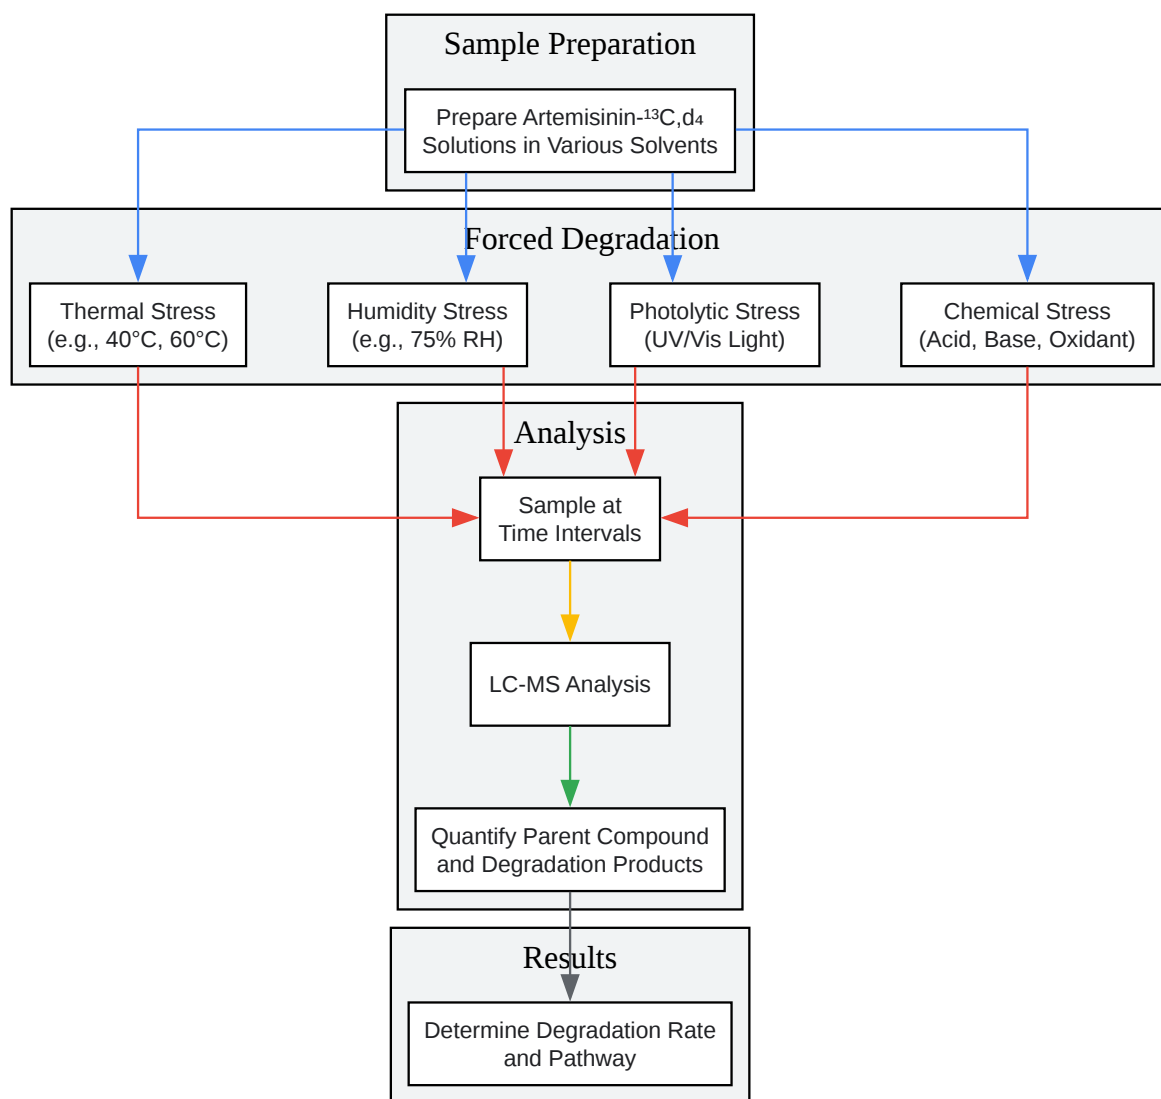 Sample Preparation
Prepare Artemisinin-¹³C,d₄
Solutions in Various Solvents
Forced Degradation
Thermal Stress
(e.g., 40°C, 60°C)
Humidity Stress
(e.g., 75% RH)
Photolytic Stress
(UV/Vis Light)
Chemical Stress
(Acid, Base, Oxidant)
Analysis
Sample at
Time Intervals
LC-MS Analysis
Quantify Parent Compound
and Degradation Products
Results
Determine Degradation Rate
and Pathway